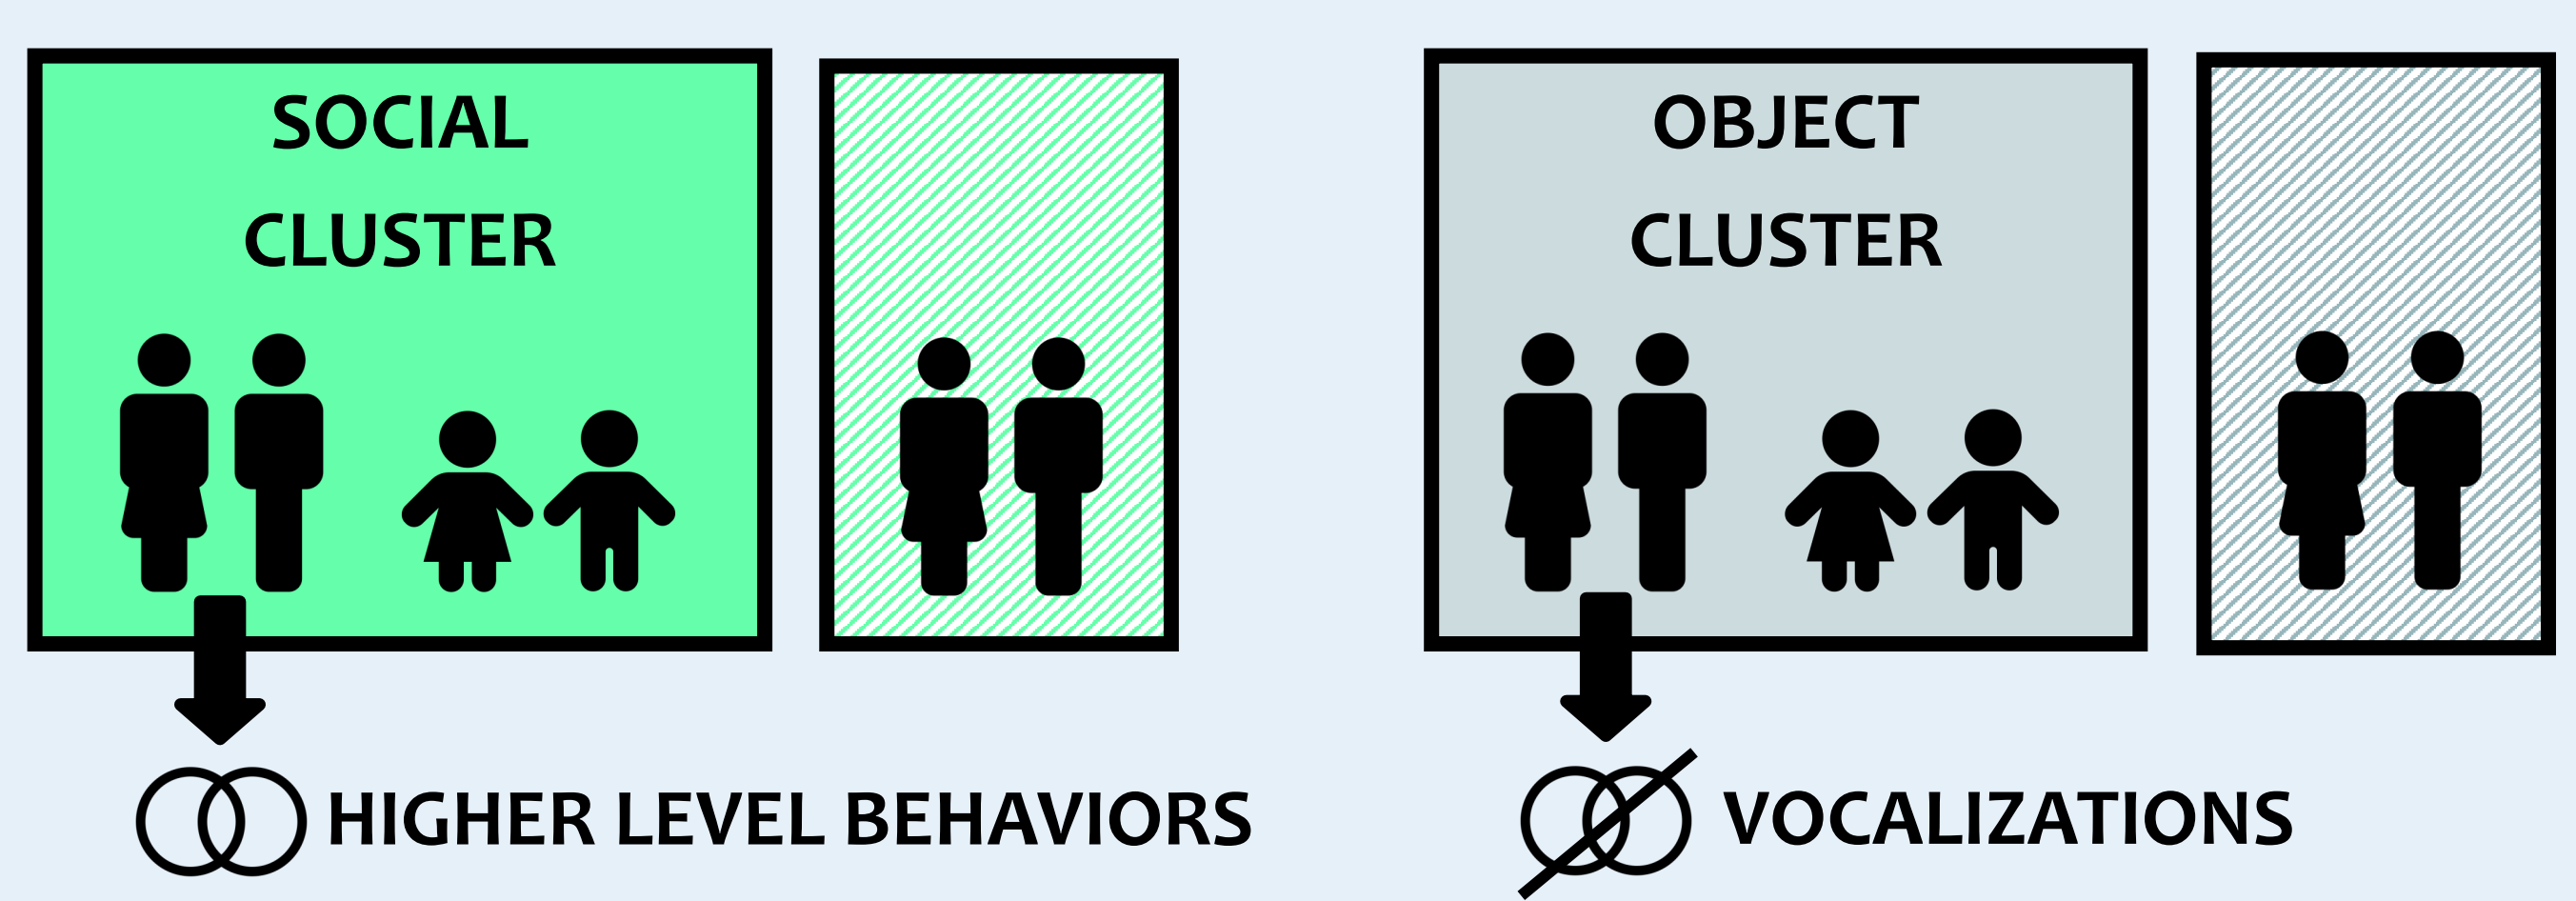 SOCIAL
CLUSTER
OBJECT
CLUSTER
HIGHER LEVEL BEHAVIORS
VOCALIZATIONS